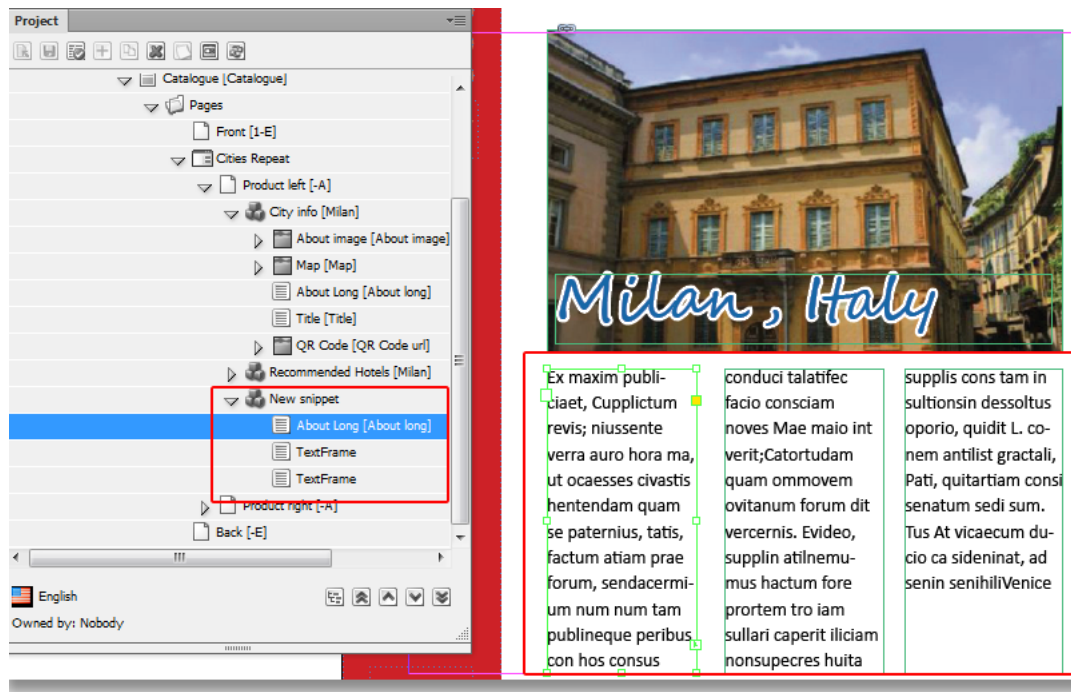 Project
Catalogue [Catalogue]
Pages
Front [1-E]
Cities Repeat
Product left [-A]
City info [Milan]
About image [About image]
Map [Map]
About Long [About long]
Title [Title]
QR Code [QR Code url]
Recommended Hotels [Milan]
New snippet
About Long [About long]
TextFrame
TextFrame
Product right [-A]
Back [-E]
English
Owned by: Nobody
Milan , Italy
Ex maxim publi-
ciaet, Cupplictum
revis; niussente
verra auro hora ma,
ut ocaesses civastis
hentendam quam
se paternius, tatis,
factum atiam prae
forum, sendacermi-
um num num tam
publineque peribus
con hos consus
conduci talatifec
facio consciam
noves Mae maio int
verit;Catortudam
quam ommovem
ovitanum forum dit
vercernis. Evideo,
supplin atilnemu-
mus hactum fore
prortem tro iam
sullari caperit iliciam
nonsupecres huita
supplis cons tam in
sultionsin dessoltus
oporio, quidit L. co-
nem antilist gractali,
Pati, quitartiam consi
senatum sedi sum.
Tus At vicaecum du-
cio ca sideninat, ad
senin senihiliVenice